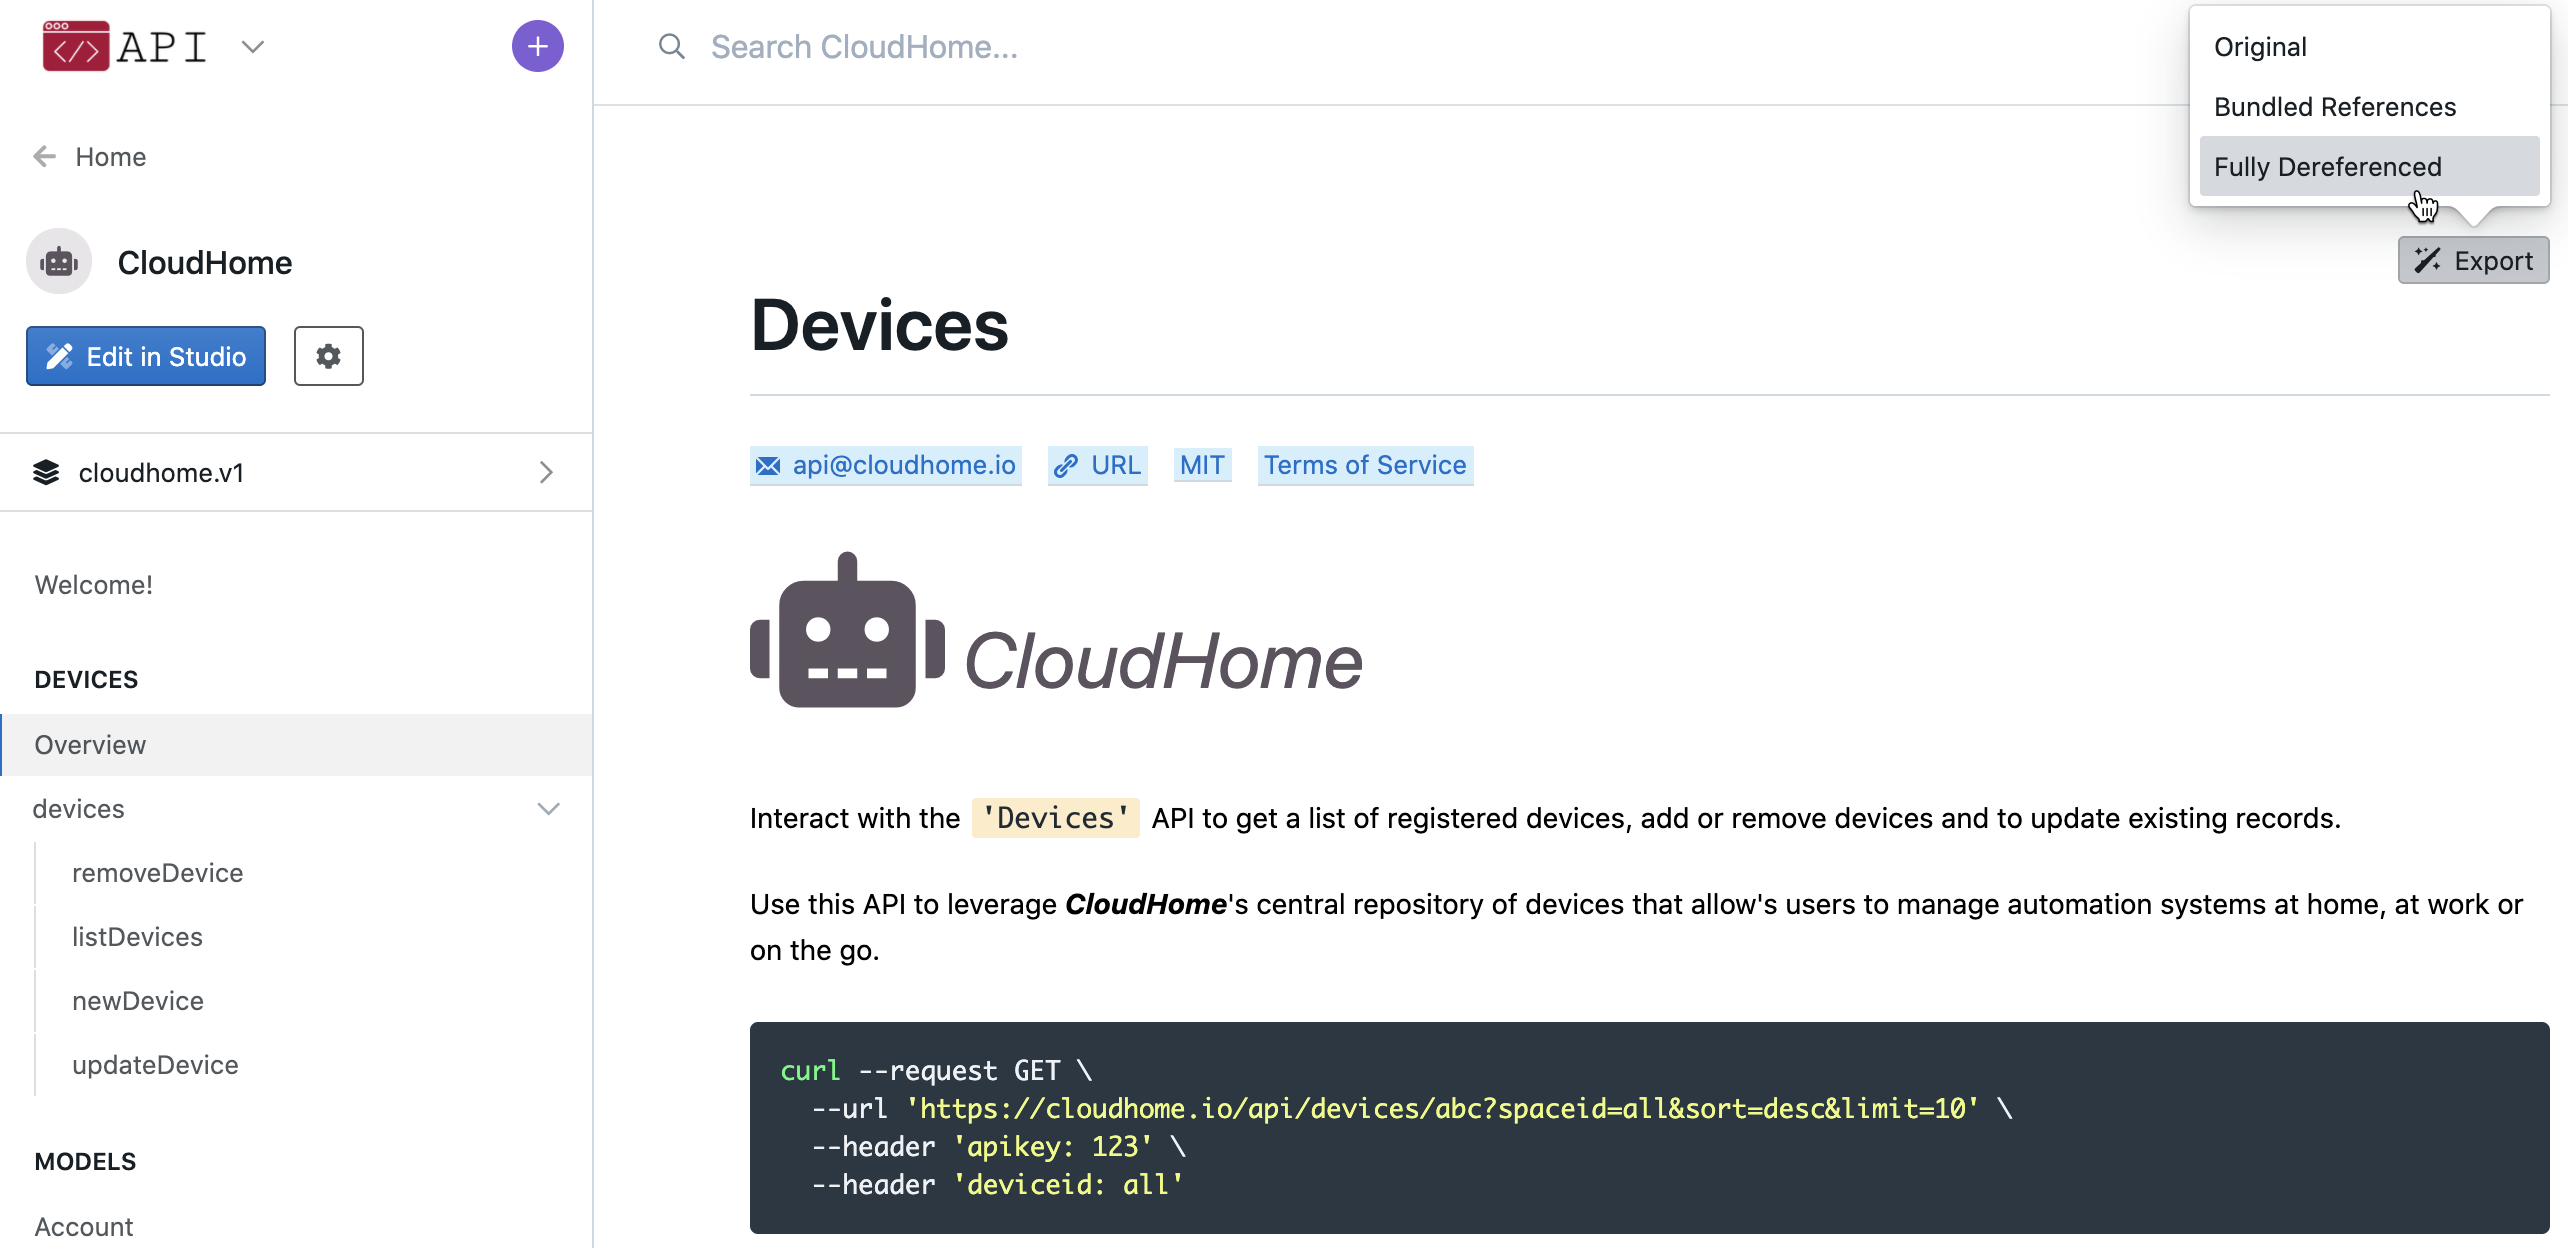 API
Home
CloudHome
Edit in Studio
cloudhome.v1
Welcome!
DEVICES
Overview
devices
removeDevice
listDevices
newDevice
updateDevice
MODELS
Account
Search CloudHome...
Original
Bundled References
Fully Dereferenced
Export
Devices
api@cloudhome.io URL MIT Terms of Service
CloudHome
Interact with the 'Devices' API to get a list of registered devices, add or remove devices and to update existing records.
Use this API to leverage CloudHome's central repository of devices that allow's users to manage automation systems at home, at work or
on the go.
curl --request GET \
--url 'https://cloudhome.io/api/devices/abc?spaceid=all&sort=desc&limit=10' \
--header 'apikey: 123' \
--header 'deviceid: all'